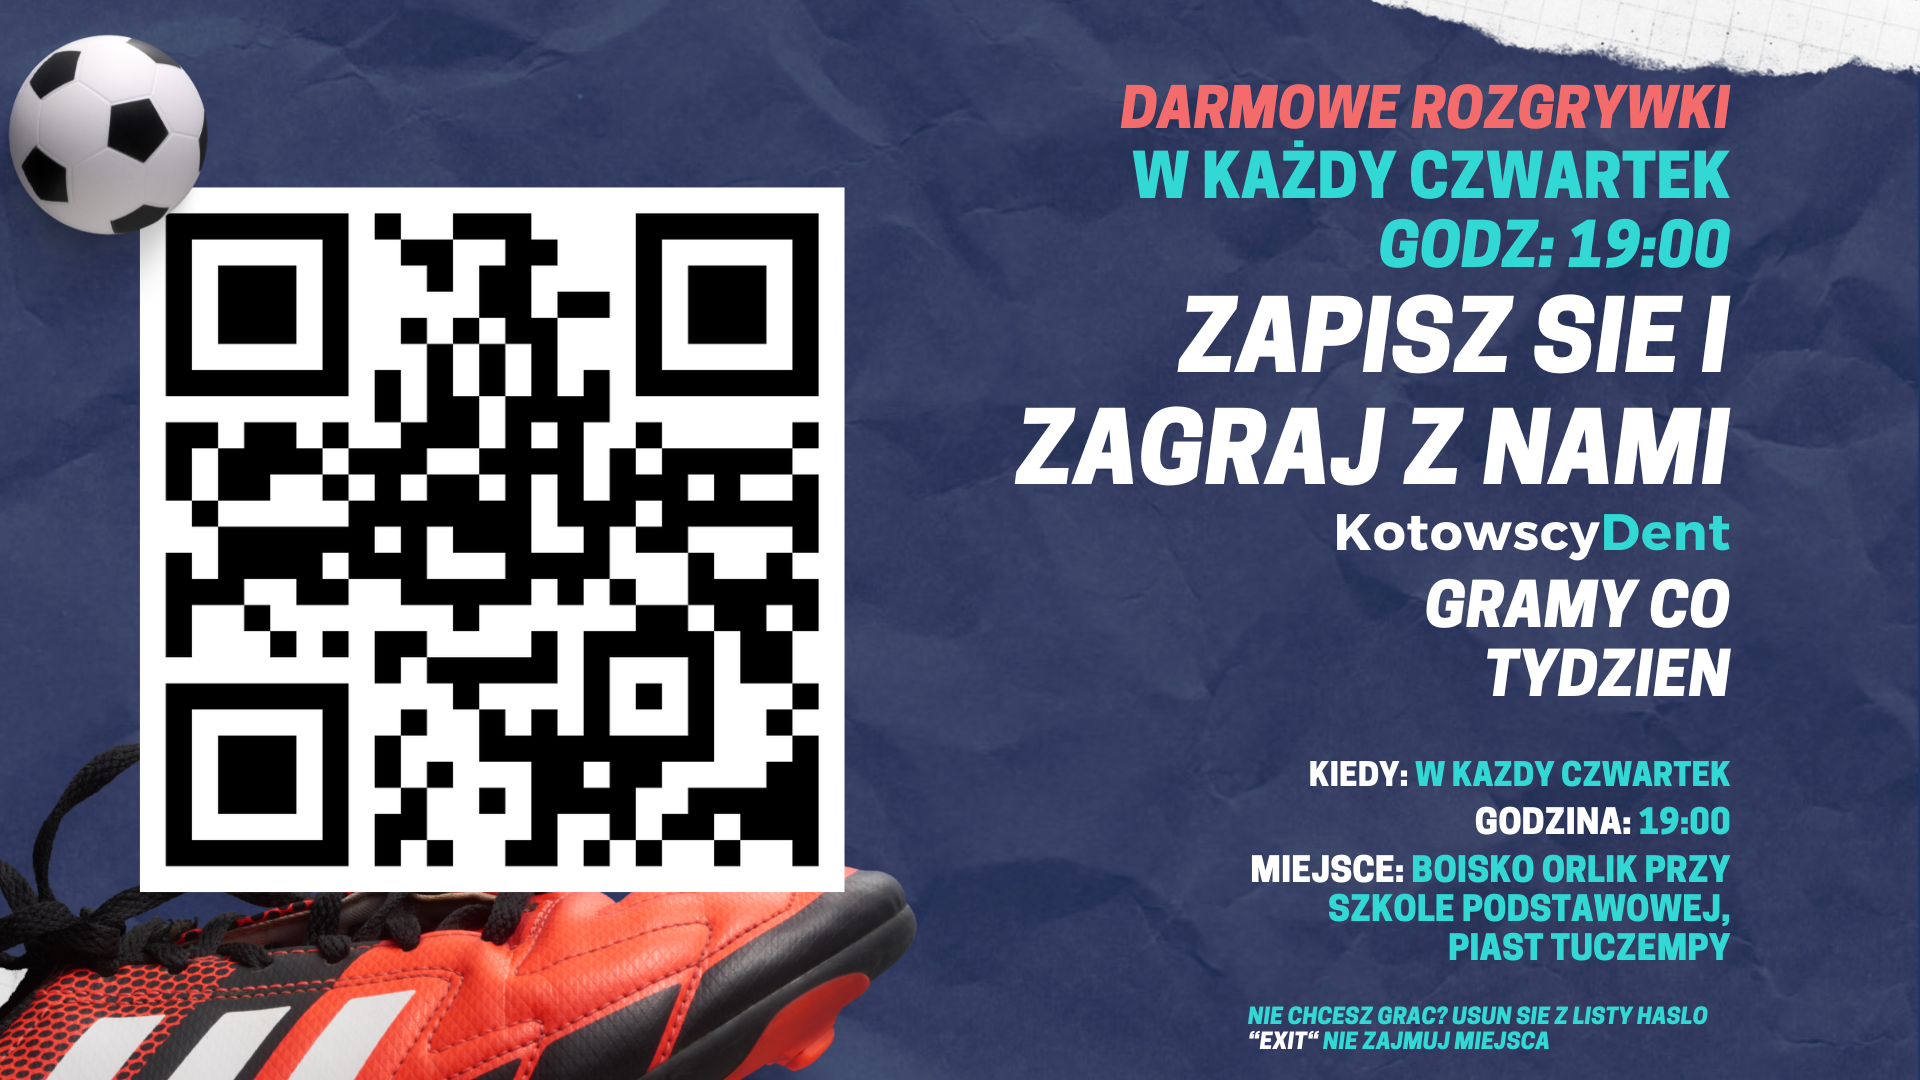 DARMOWE ROZGRYWKI
W KAŻDY CZWARTEK
GODZ: 19:00
ZAPISZ SIE I
ZAGRAJ Z NAMI
KotowscyDent
GRAMY CO
TYDZIEN
KIEDY: W KAZDY CZWARTEK
GODZINA: 19:00
MIEJSCE: BOISKO ORLIK PRZY
SZKOLE PODSTAWOWEJ,
PIAST TUCZEMPY
NIE CHCESZ GRAC? USUN SIE Z LISTY HASLO
“EXIT“ NIE ZAJMUJ MIEJSCA